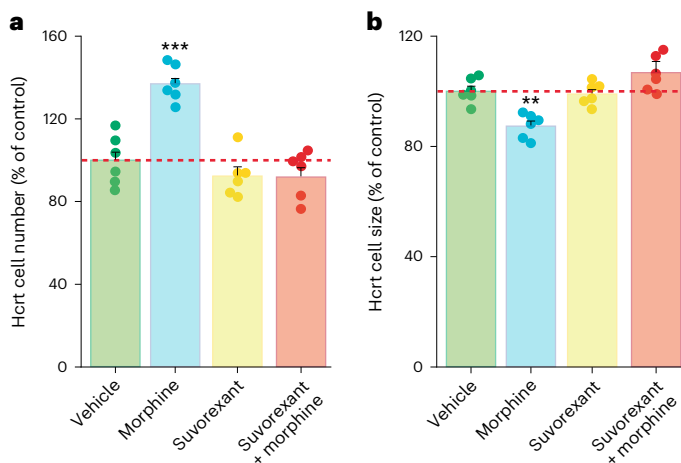 a
Hcrt cell number (% of control)
160
120
80
40
0
***
Vehicle
Morphine
Suvorexant
Suvorexant
+ morphine
b
Hcrt cell size (% of control)
120
80
40
0
**
Vehicle
Morphine
Suvorexant
Suvorexant
+ morphine